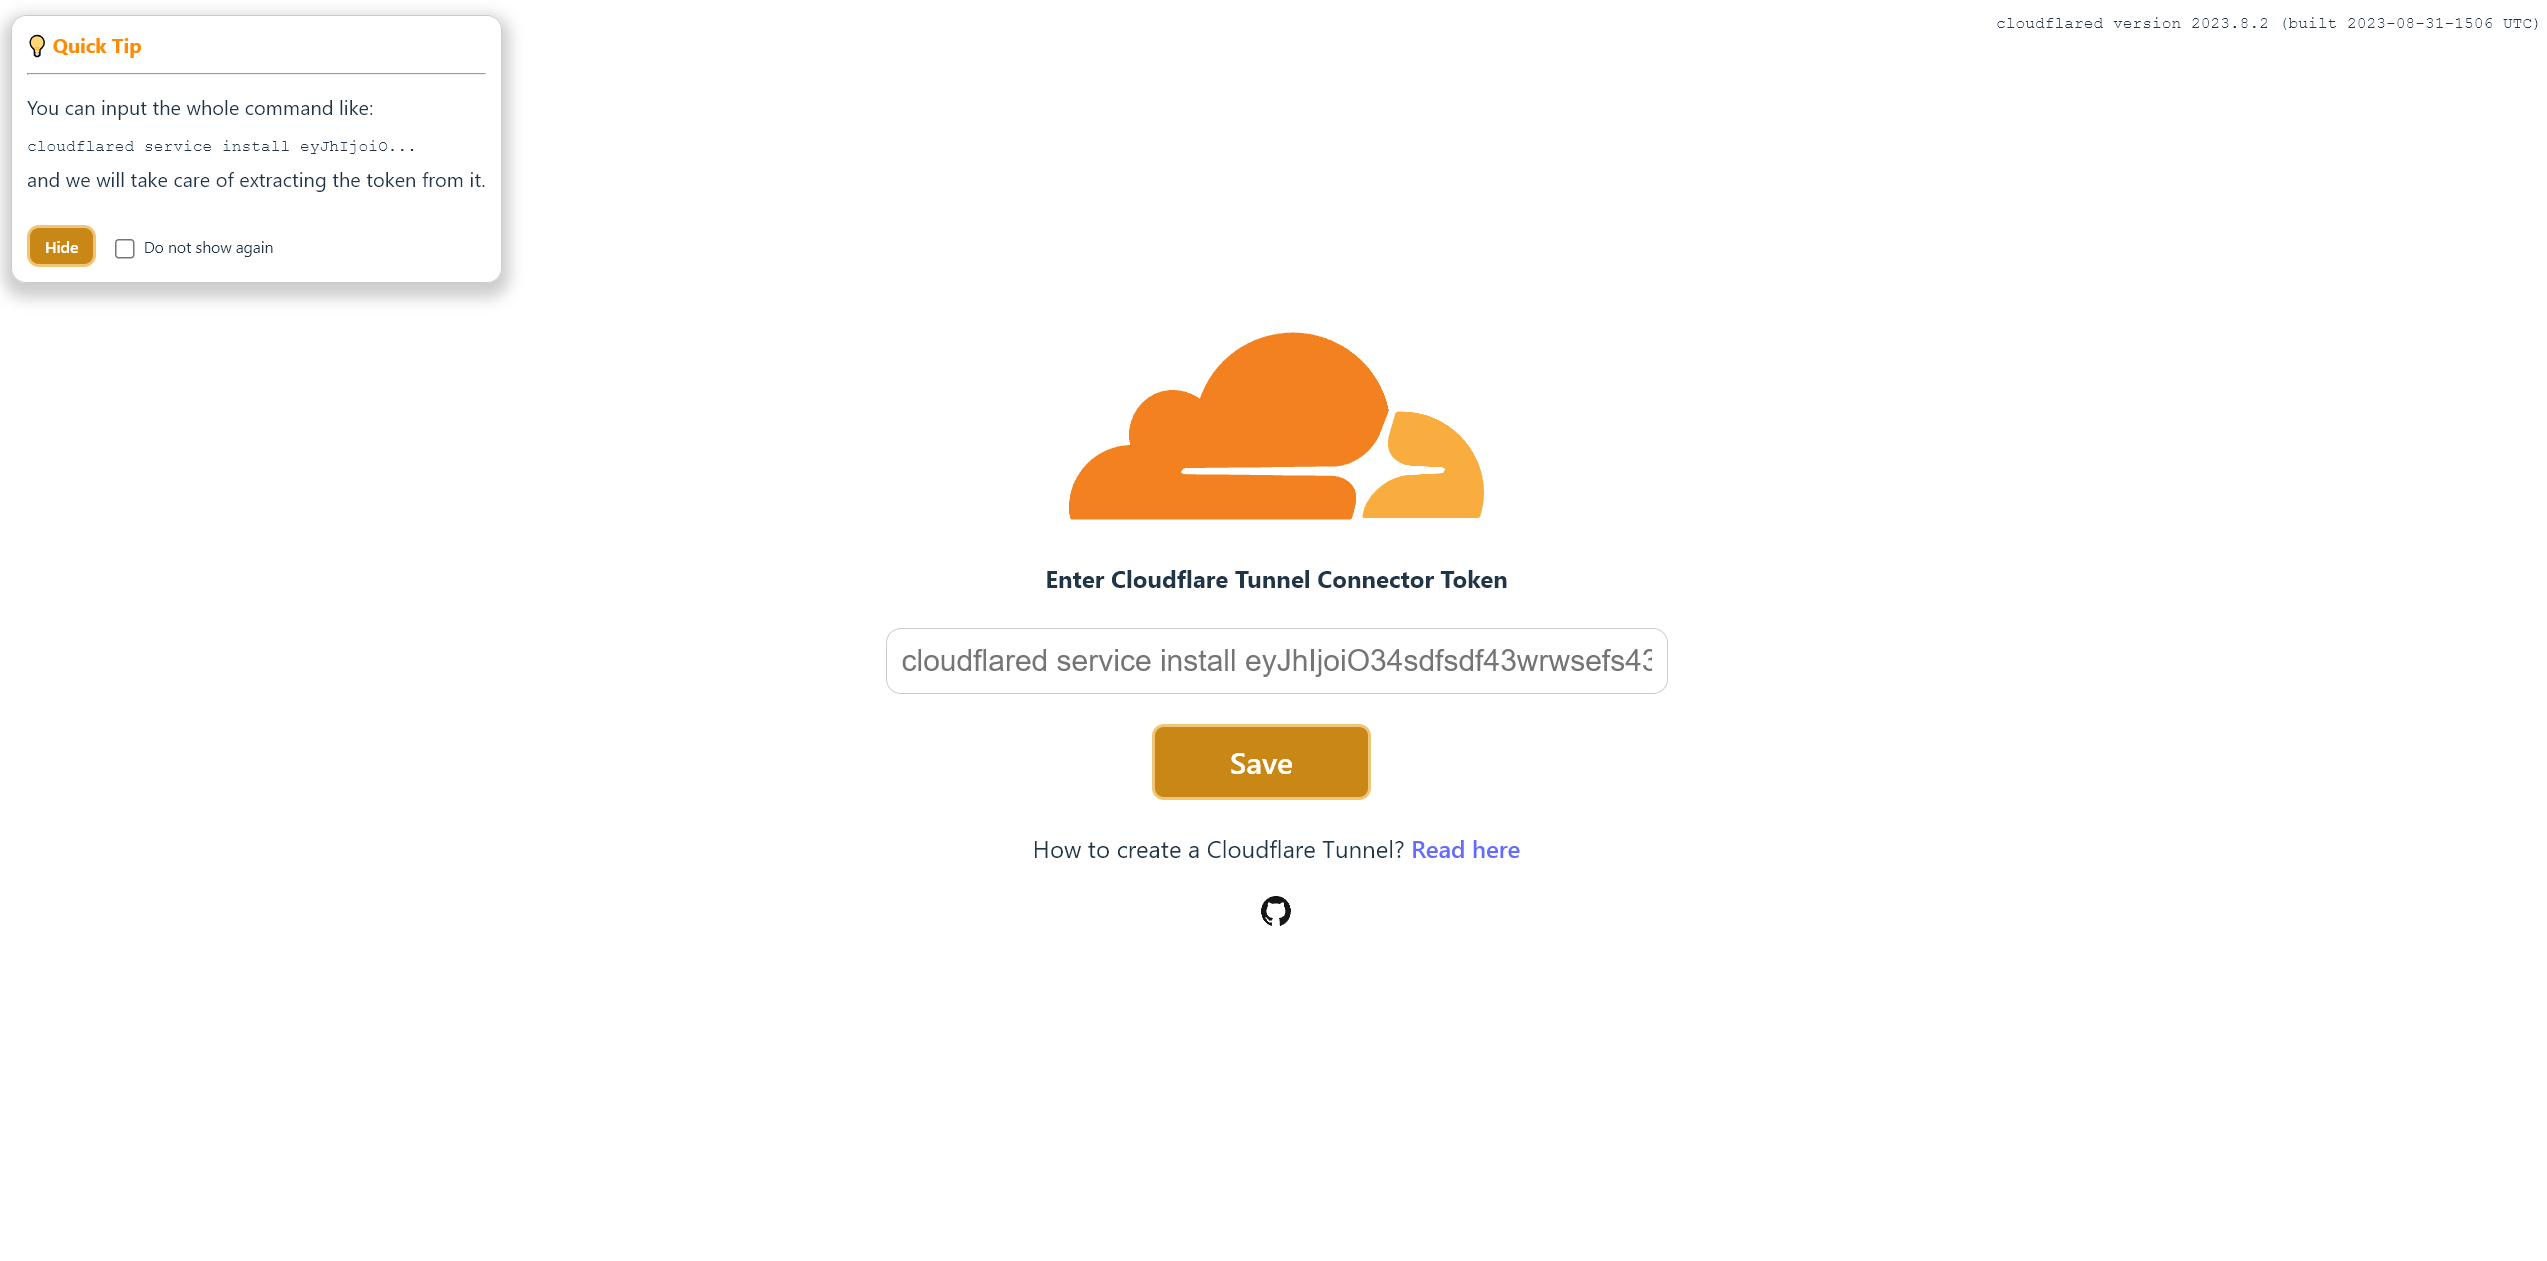 cloudflared version 2023.8.2 (built 2023-08-31-1506 UTC)
Quick Tip
You can input the whole command like:
cloudflared service install eyJhIjoiO...
and we will take care of extracting the token from it.
Hide
Do not show again
Enter Cloudflare Tunnel Connector Token
cloudflared service install eyJhIjoiO34sdfsdf43wrwsefs43
Save
How to create a Cloudflare Tunnel? Read here